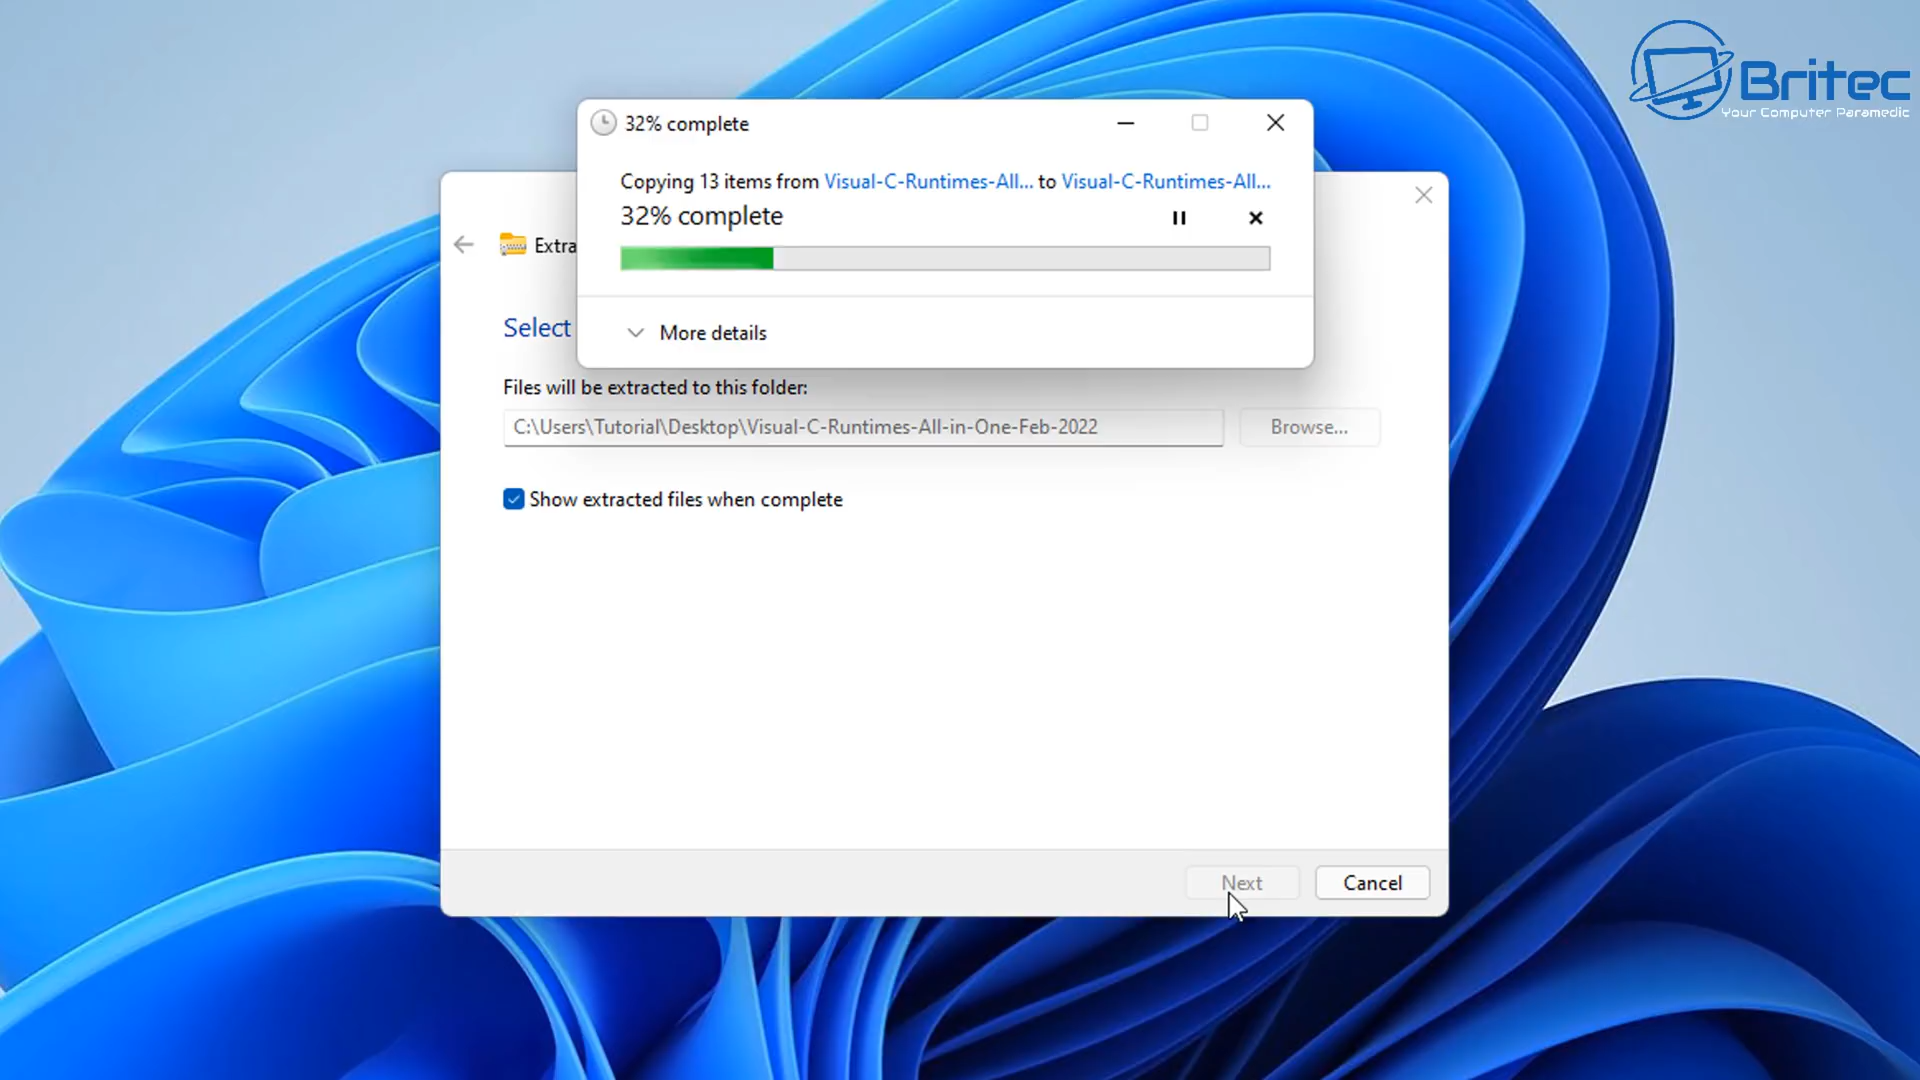 Britec
Your Computer Paramedic
32% complete
Copying 13 items from Visual-C-Runtimes-All... to Visual-C-Runtimes-All...
32% complete
More details
Extra
Select
Files will be extracted to this folder:
C:\Users\Tutorial\Desktop\Visual-C-Runtimes-All-in-One-Feb-2022
Browse...
Show extracted files when complete
Next
Cancel